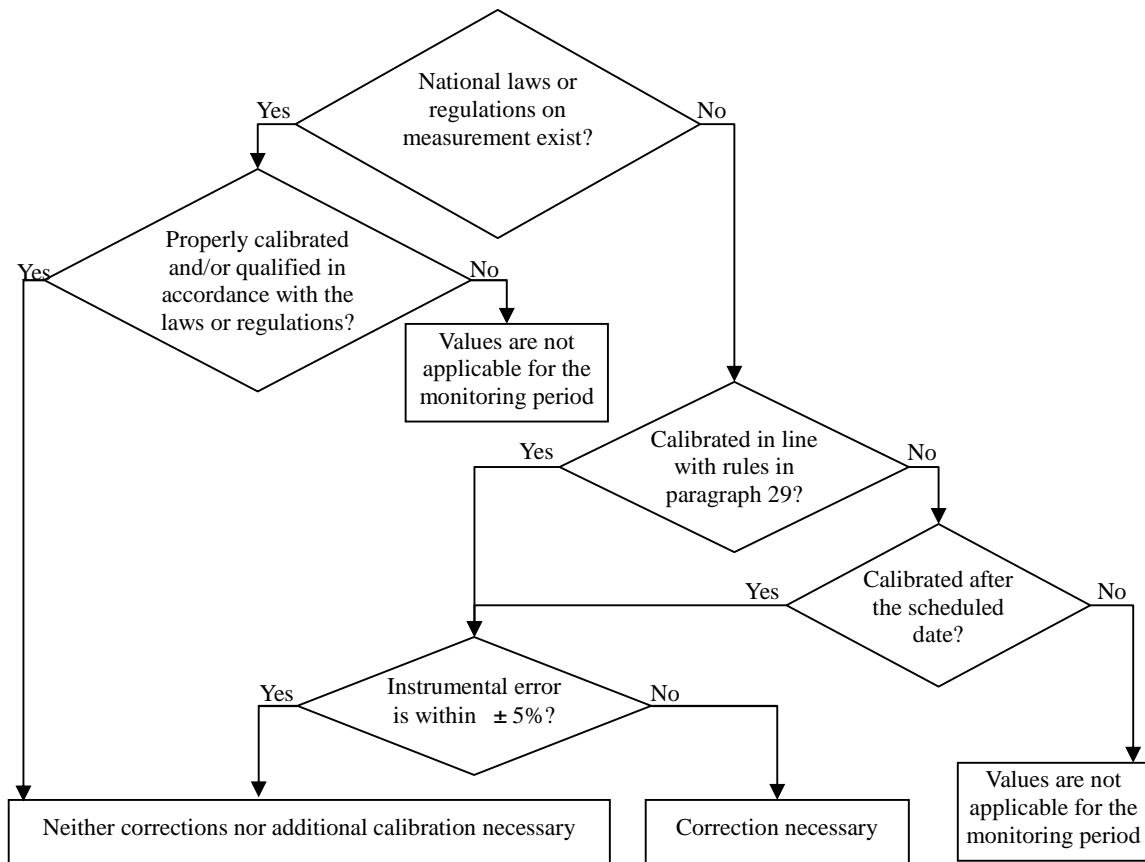 National laws or
regulations on
measurement exist?
Yes
No
Properly calibrated
and/or qualified in
accordance with the
laws or regulations?
Yes
No
Values are not
applicable for the
monitoring period
Calibrated in line
with rules in
paragraph 29?
Yes
No
Calibrated after
the scheduled
date?
Yes
No
Instrumental error
is within ± 5%?
Yes
No
Values are not
applicable for the
monitoring period
Neither corrections nor additional calibration necessary
Correction necessary